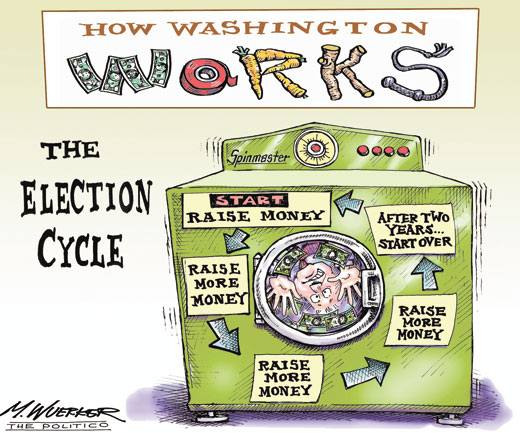 HOW WASHINGTON
WORKS
THE
ELECTION
CYCLE
Spinmaster
START
RAISE MONEY
RAISE
MORE
MONEY
RAISE
MORE
MONEY
RAISE
MORE
MONEY
AFTER TWO
YEARS...
START OVER
M. WUERKER
THE POLITICO